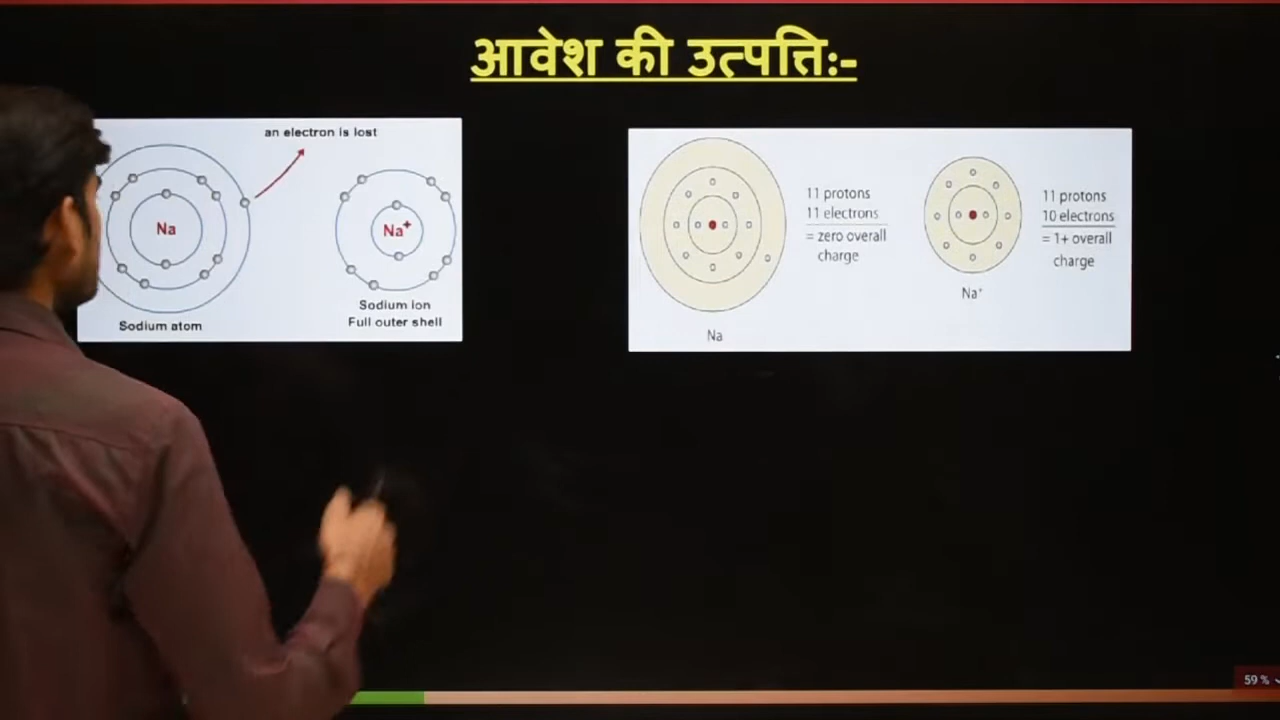 आवेश की उत्पत्ति:-
an electron is lost
Na
Na+
Sodium atom
Sodium ion
Full outer shell
11 protons
11 electrons
= zero overall
charge
Na
11 protons
10 electrons
= 1+ overall
charge
Na+
59 %